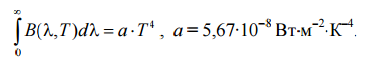 ∫₀^∞ B(λ,T)dλ = a·T⁴ , a = 5,67·10⁻⁸ Вт·м⁻²·К⁻⁴.